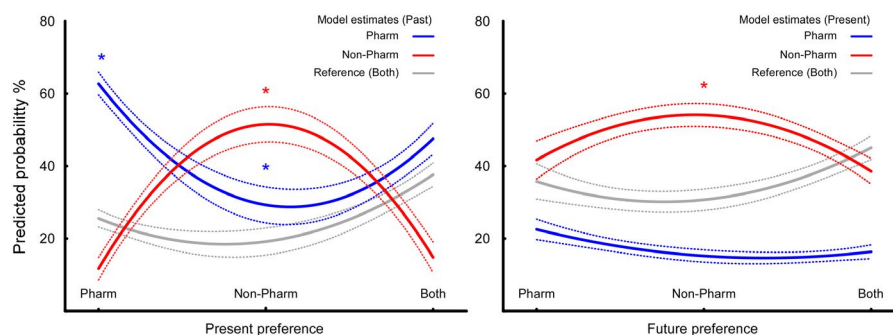 80
60
40
20
Predicted probability %
Model estimates (Past)
Pharm
Non-Pharm
Reference (Both)
*
*
*
Pharm
Non-Pharm
Both
Present preference
80
60
40
20
Model estimates (Present)
Pharm
Non-Pharm
Reference (Both)
*
Pharm
Non-Pharm
Both
Future preference